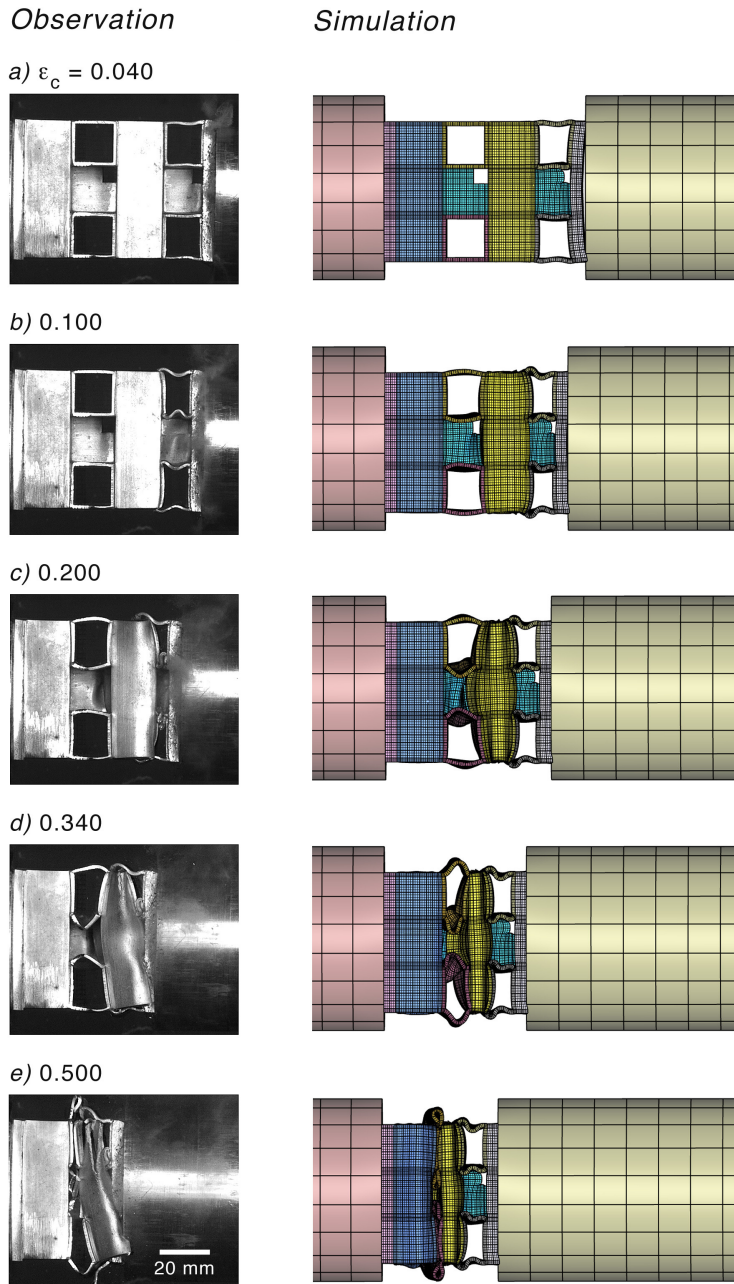 Observation
Simulation
a) εc = 0.040
b) 0.100
c) 0.200
d) 0.340
e) 0.500
20 mm